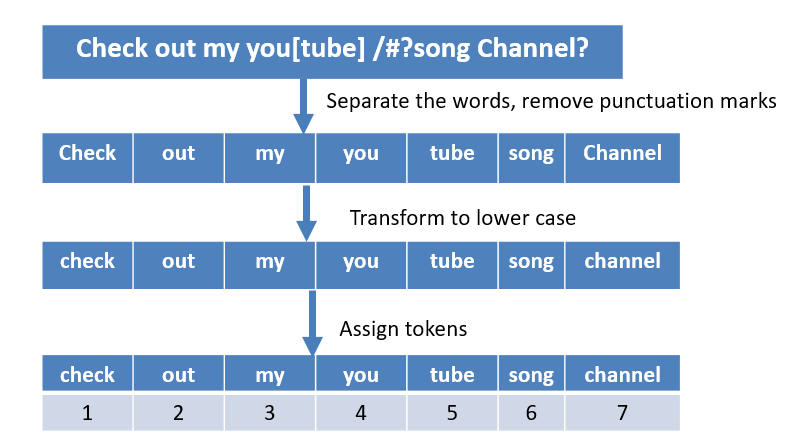 Check out my you[tube] /#?song Channel?
Separate the words, remove punctuation marks
Check out my you tube song Channel
Transform to lower case
check out my you tube song channel
Assign tokens
check out my you tube song channel
1 2 3 4 5 6 7